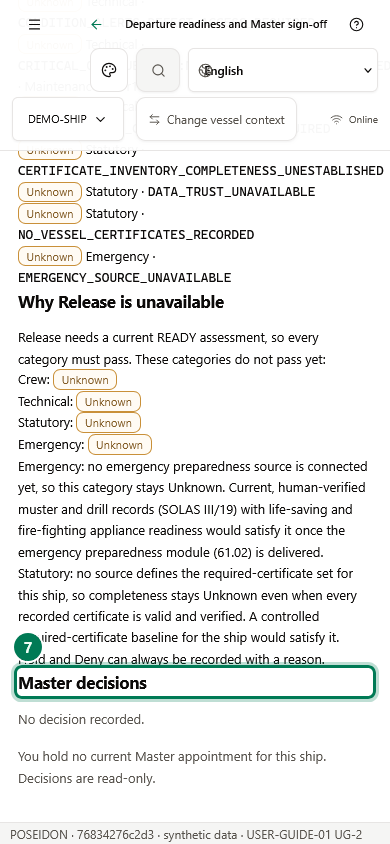 Departure readiness and Master sign-off
English
DEMO-SHIP
Change vessel context
Online
Unknown Statutory ·
CERTIFICATE_INVENTORY_COMPLETENESS_UNESTABLISHED
Unknown Statutory · DATA_TRUST_UNAVAILABLE
Unknown Statutory ·
NO_VESSEL_CERTIFICATES_RECORDED
Unknown Emergency ·
EMERGENCY_SOURCE_UNAVAILABLE
Why Release is unavailable
Release needs a current READY assessment, so every
category must pass. These categories do not pass yet:
Crew: Unknown
Technical: Unknown
Statutory: Unknown
Emergency: Unknown
Emergency: no emergency preparedness source is connected
yet, so this category stays Unknown. Current, human-verified
muster and drill records (SOLAS III/19) with life-saving and
fire-fighting appliance readiness would satisfy it once the
emergency preparedness module (61.02) is delivered.
Statutory: no source defines the required-certificate set for
this ship, so completeness stays Unknown even when every
recorded certificate is valid and verified. A controlled
ired-certificate baseline for the ship would satisfy it.
7
and Deny can always be recorded with a reason.
Master decisions
No decision recorded.
You hold no current Master appointment for this ship.
Decisions are read-only.
POSEIDON · 76834276c2d3 · synthetic data · USER-GUIDE-01 UG-2